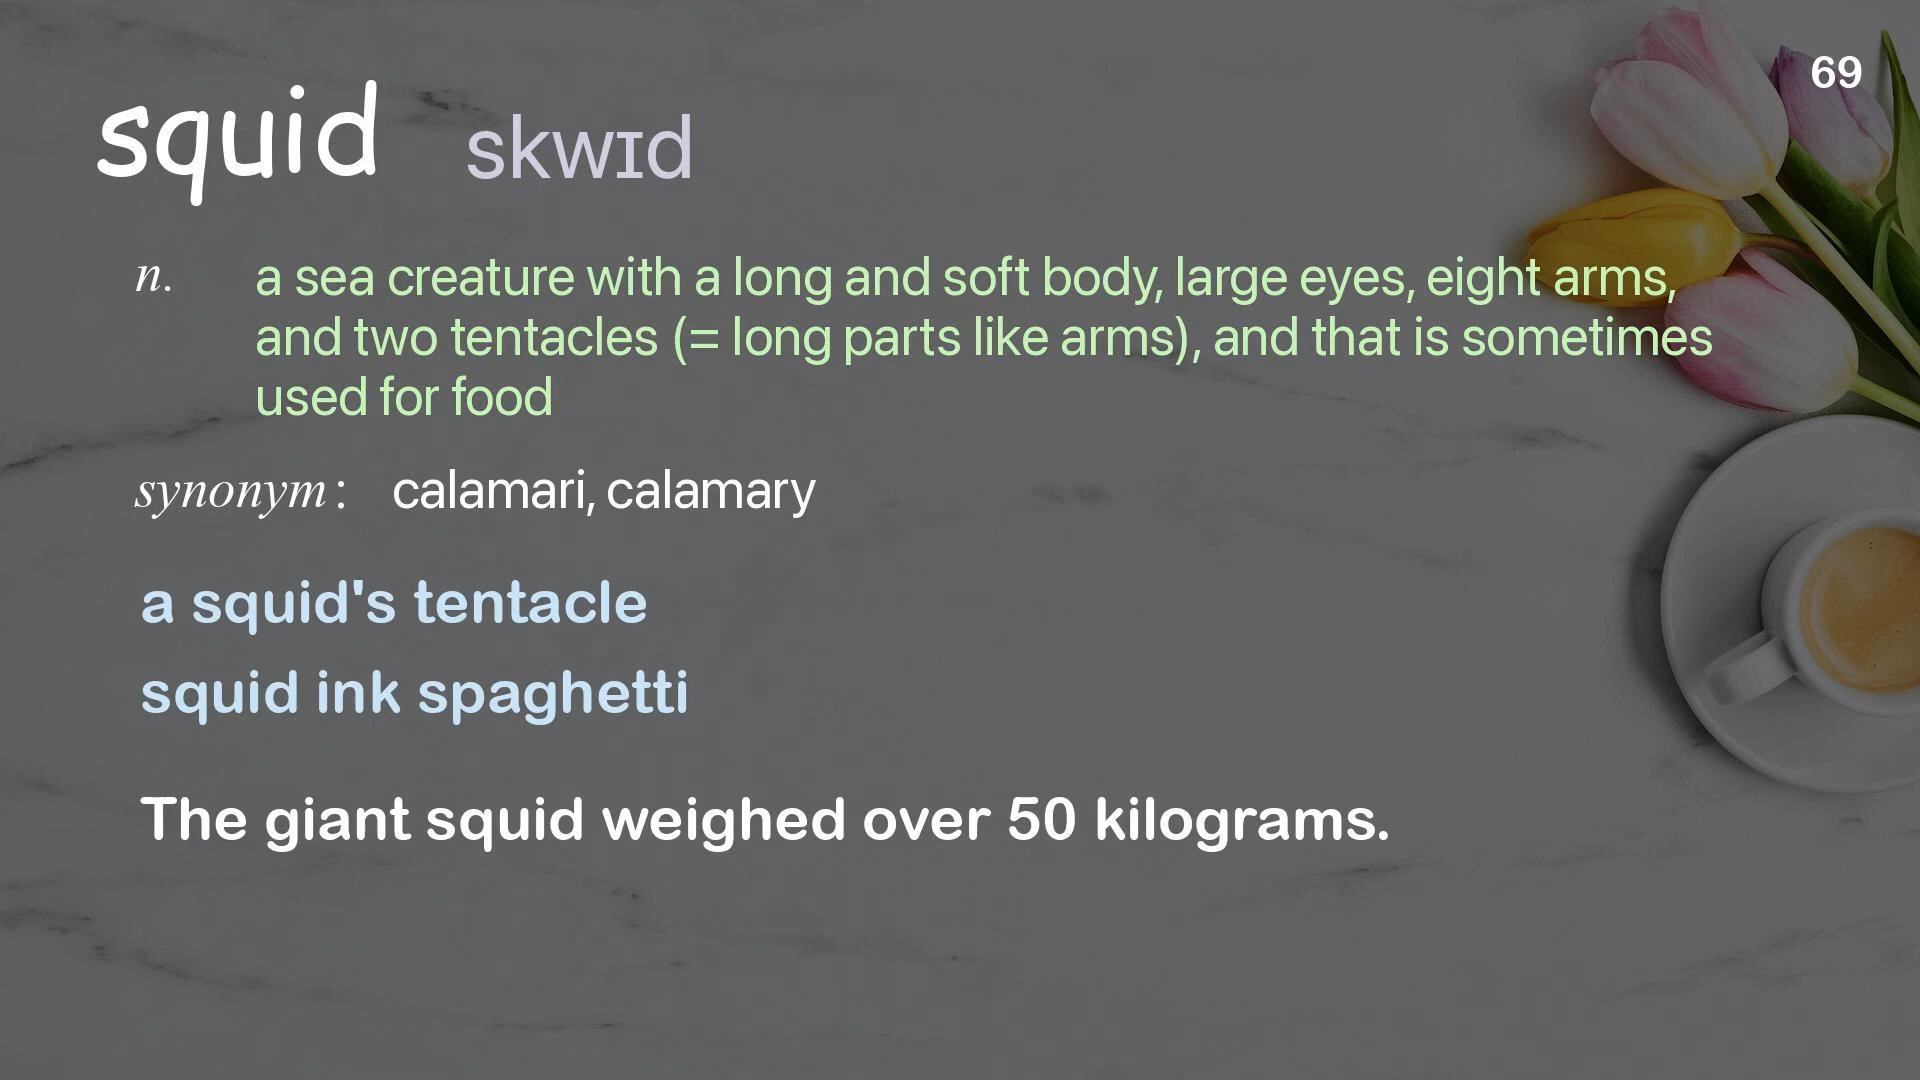 69
squid skwɪd
n. a sea creature with a long and soft body, large eyes, eight arms,
and two tentacles (= long parts like arms), and that is sometimes
used for food
synonym: calamari, calamary
a squid's tentacle
squid ink spaghetti
The giant squid weighed over 50 kilograms.